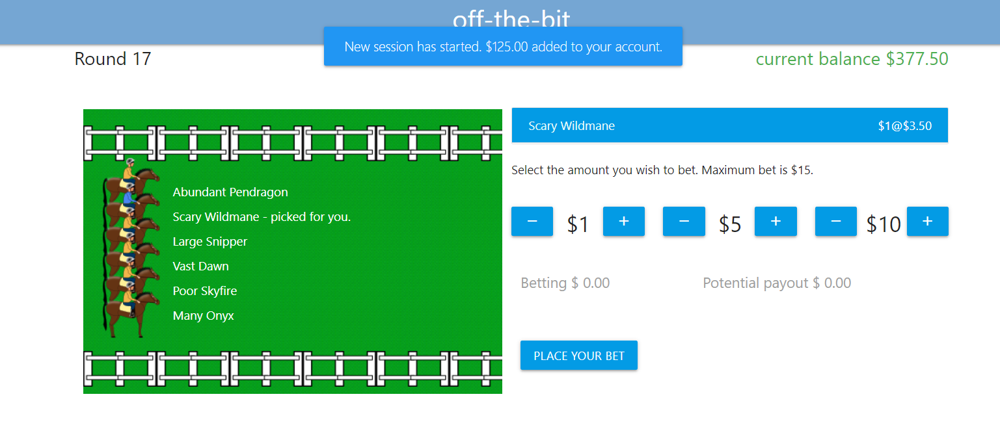 off-the-bit
New session has started. $125.00 added to your account.
Round 17
current balance $377.50
Scary Wildmane $1@$3.50
Select the amount you wish to bet. Maximum bet is $15.
− $1 + − $5 + − $10 +
Betting $ 0.00 Potential payout $ 0.00
PLACE YOUR BET
Abundant Pendragon
Scary Wildmane - picked for you.
Large Snipper
Vast Dawn
Poor Skyfire
Many Onyx